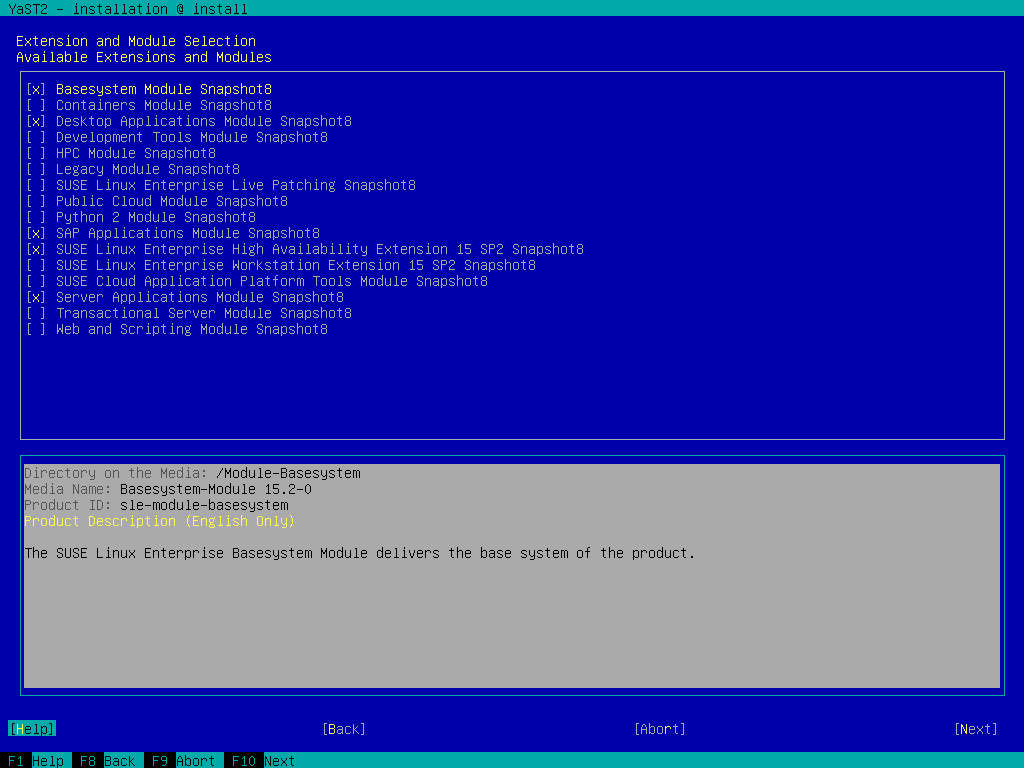 YaST2 - installation @ install
Extension and Module Selection
Available Extensions and Modules
[x] Basesystem Module Snapshot8
[ ] Containers Module Snapshot8
[x] Desktop Applications Module Snapshot8
[ ] Development Tools Module Snapshot8
[ ] HPC Module Snapshot8
[ ] Legacy Module Snapshot8
[ ] SUSE Linux Enterprise Live Patching Snapshot8
[ ] Public Cloud Module Snapshot8
[ ] Python 2 Module Snapshot8
[x] SAP Applications Module Snapshot8
[x] SUSE Linux Enterprise High Availability Extension 15 SP2 Snapshot8
[ ] SUSE Linux Enterprise Workstation Extension 15 SP2 Snapshot8
[ ] SUSE Cloud Application Platform Tools Module Snapshot8
[x] Server Applications Module Snapshot8
[ ] Transactional Server Module Snapshot8
[ ] Web and Scripting Module Snapshot8
Directory on the Media: /Module-Basesystem
Media Name: Basesystem-Module 15.2-0
Product ID: sle-module-basesystem
Product Description (English Only)
The SUSE Linux Enterprise Basesystem Module delivers the base system of the product.
[Help] [Back] [Abort] [Next]
F1 Help F8 Back F9 Abort F10 Next